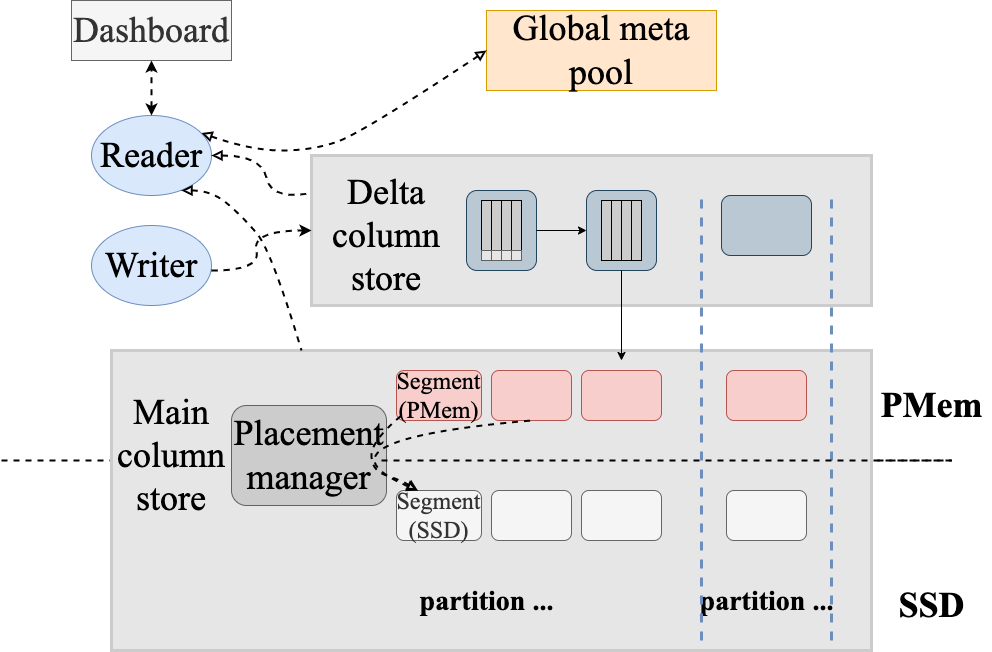 Dashboard
Global meta
pool
Reader
Writer
Delta
column
store
Main
column
store
Placement
manager
Segment
(PMem)
Segment
(SSD)
PMem
partition ...
partition ...
SSD